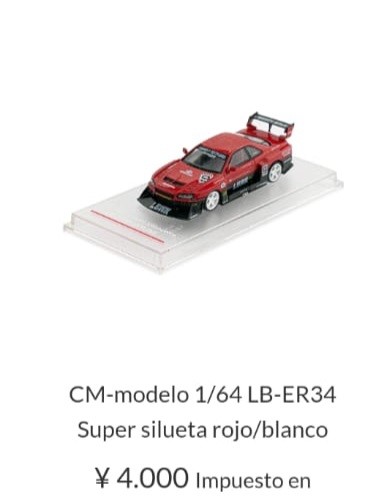 CM-modelo 1/64 LB-ER34
Super silueta rojo/blanco
¥ 4.000 Impuesto en